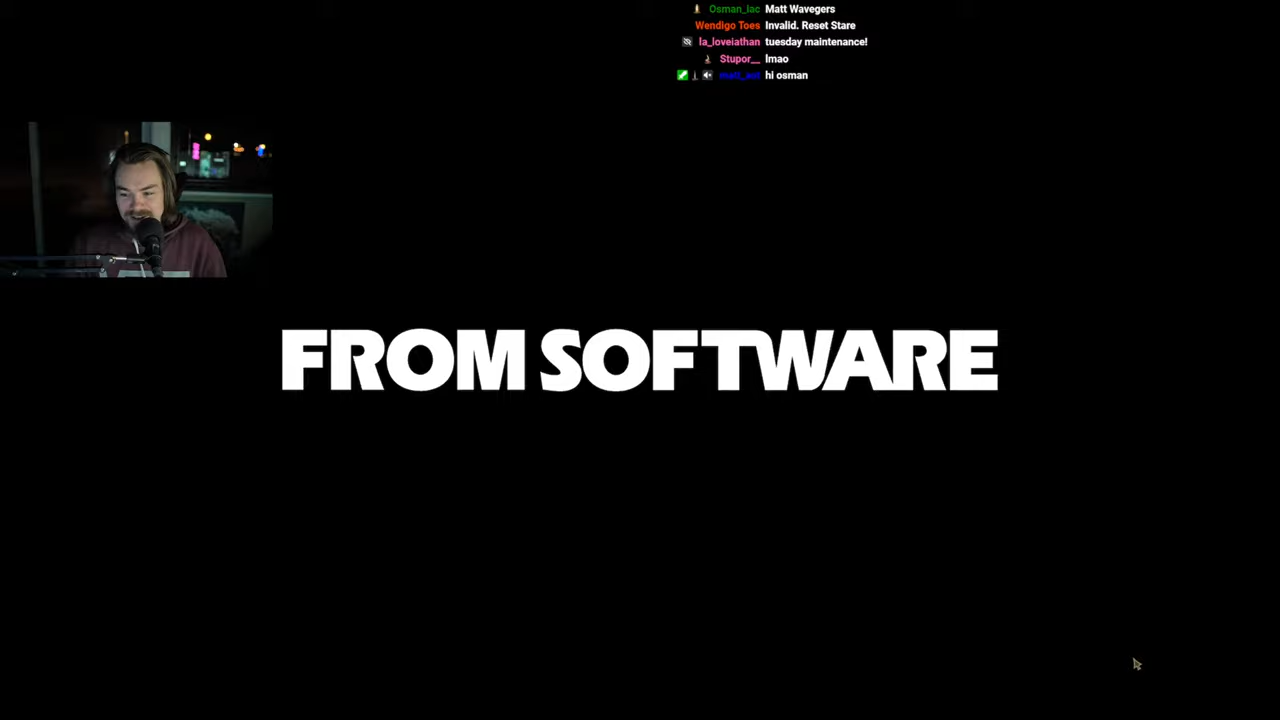 Osman_lac Matt Wavegers
Wendigo Toes Invalid. Reset Stare
la_loveiathan tuesday maintenance!
Stupor__ lmao
hi osman
FROM SOFTWARE